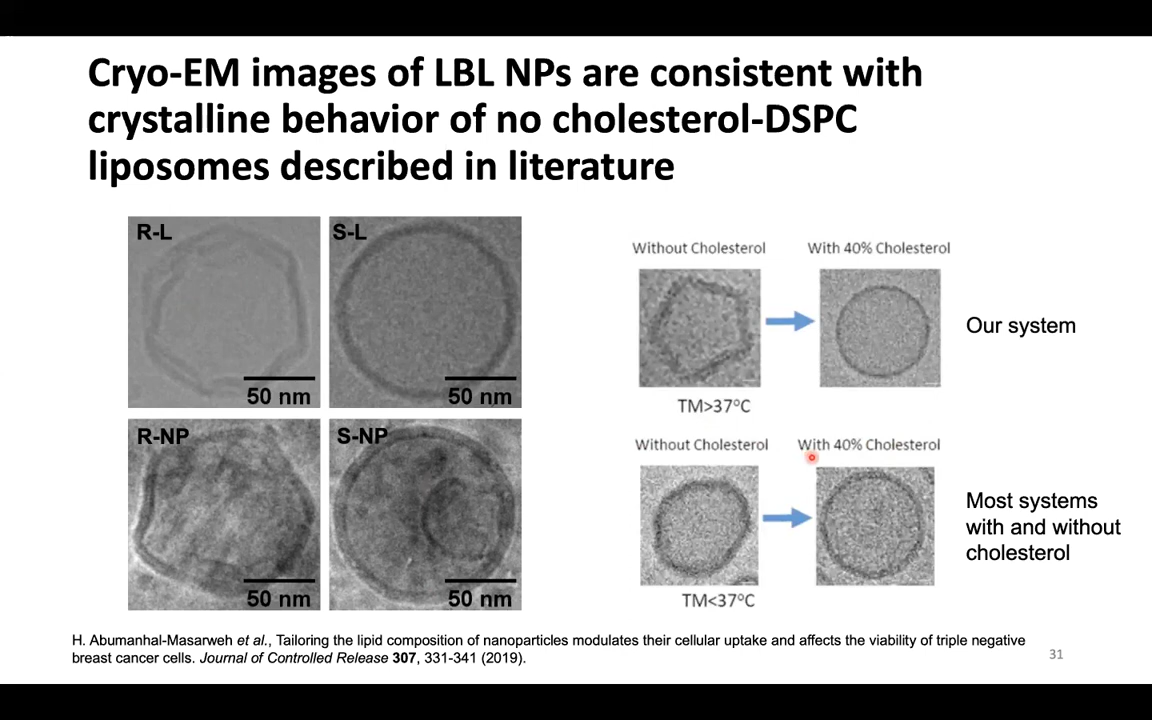 Cryo-EM images of LBL NPs are consistent with
crystalline behavior of no cholesterol-DSPC
liposomes described in literature
R-L
50 nm
S-L
50 nm
R-NP
50 nm
S-NP
50 nm
Without Cholesterol
With 40% Cholesterol
TM>37°C
Our system
Without Cholesterol
With 40% Cholesterol
TM<37°C
Most systems
with and without
cholesterol
H. Abumanhal-Masarweh et al., Tailoring the lipid composition of nanoparticles modulates their cellular uptake and affects the viability of triple negative
breast cancer cells. Journal of Controlled Release 307, 331-341 (2019).
31